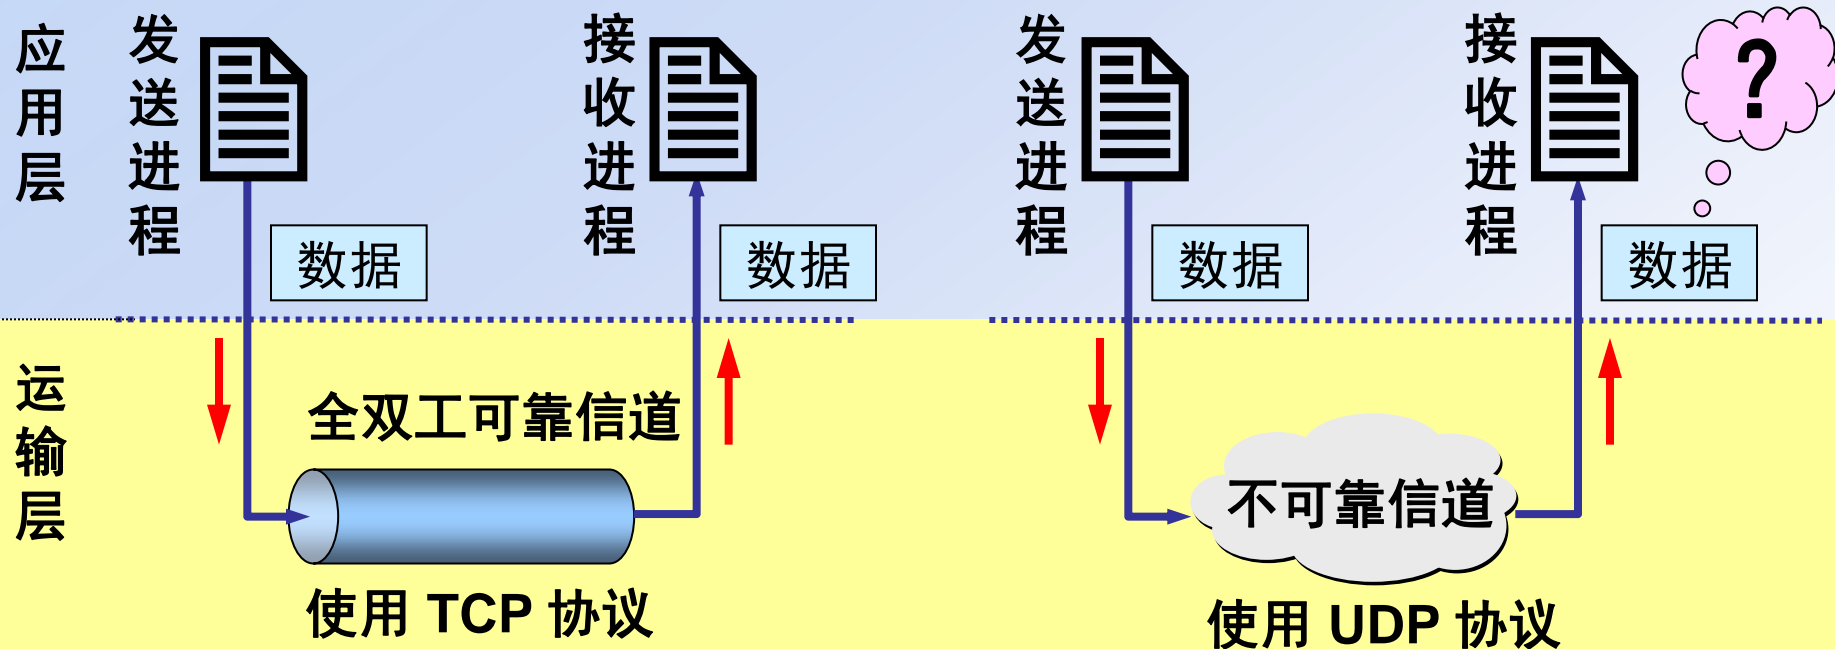 应用层
发送进程
数据
接收进程
数据
发送进程
数据
接收进程
数据
?
运输层
全双工可靠信道
使用 TCP 协议
不可靠信道
使用 UDP 协议